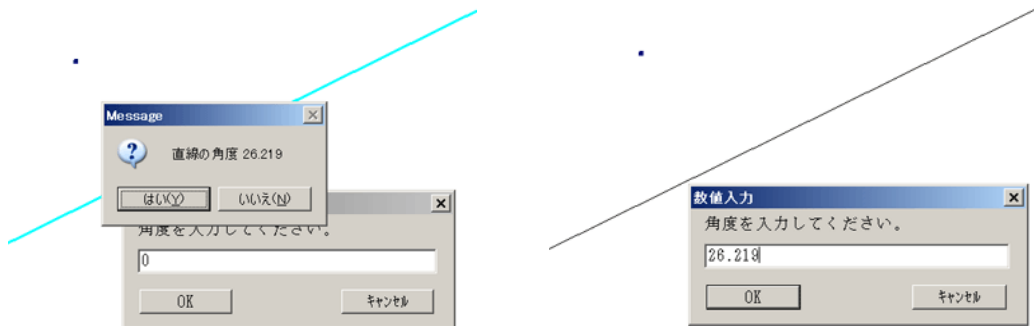 Message
直線の角度 26.219
はい(Y)
いいえ(N)
角度を入力してください。
0
OK
キャンセル
数値入力
角度を入力してください。
26.219
OK
キャンセル